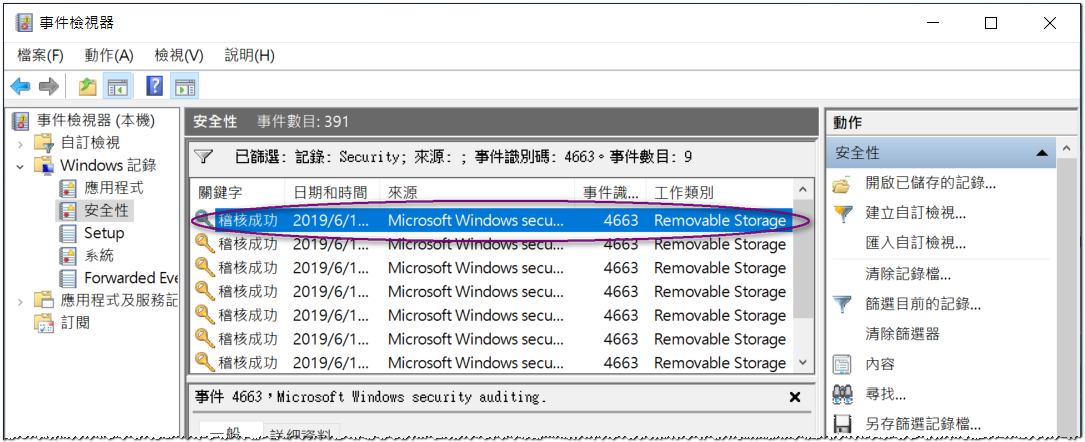 事件檢視器
檔案(F) 動作(A) 檢視(V) 說明(H)
事件檢視器 (本機)
自訂檢視
Windows 記錄
應用程式
安全性
Setup
系統
Forwarded Eve
應用程式及服務記
訂閱
安全性 事件數目: 391
已篩選: 記錄: Security; 來源: ; 事件識別碼: 4663。事件數目: 9
關鍵字 日期和時間 來源 事件識... 工作類別
稽核成功 2019/6/1... Microsoft Windows secu... 4663 Removable Storage
稽核成功 2019/6/1... Microsoft Windows secu... 4663 Removable Storage
稽核成功 2019/6/1... Microsoft Windows secu... 4663 Removable Storage
稽核成功 2019/6/1... Microsoft Windows secu... 4663 Removable Storage
稽核成功 2019/6/1... Microsoft Windows secu... 4663 Removable Storage
稽核成功 2019/6/1... Microsoft Windows secu... 4663 Removable Storage
稽核成功 2019/6/1... Microsoft Windows secu... 4663 Removable Storage
事件 4663，Microsoft Windows security auditing.
一般 詳細資料
動作
安全性
開啟已儲存的記錄...
建立自訂檢視...
匯入自訂檢視...
清除記錄檔...
篩選目前的記錄...
清除篩選器
內容
尋找...
另存篩選記錄檔...